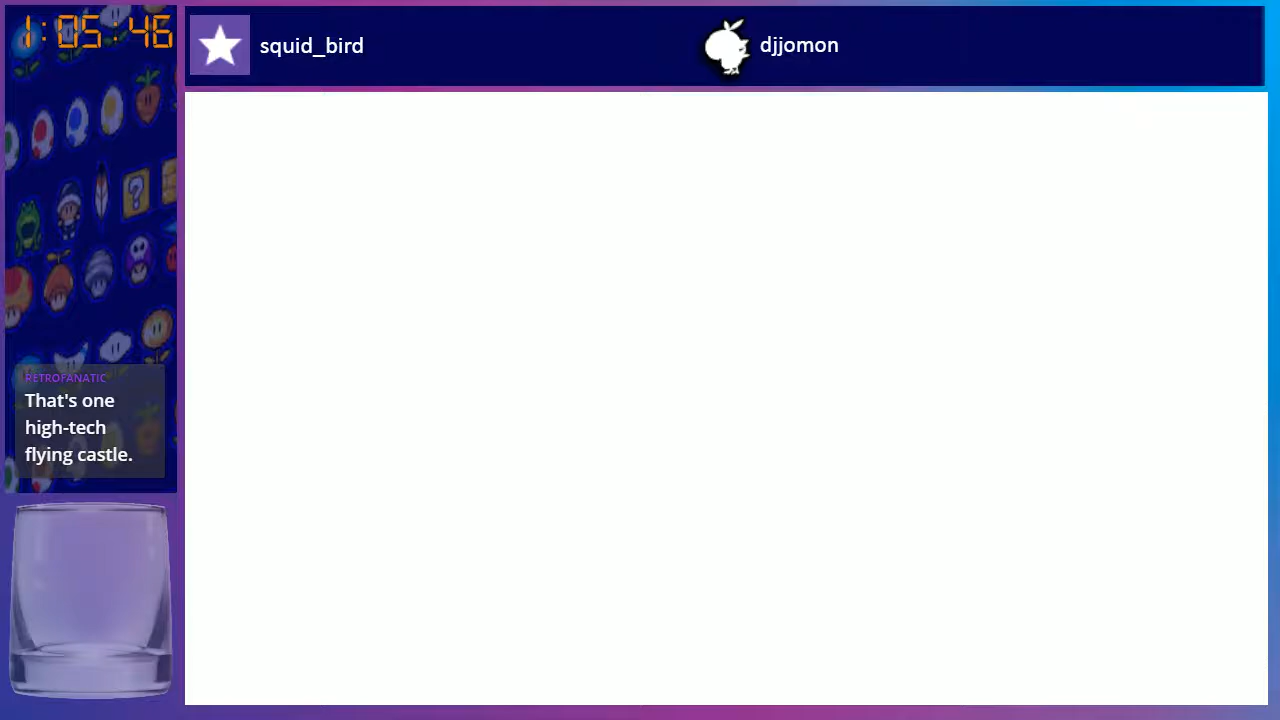 1:05:46
squid_bird
djjomon
RETROFANATIC
That's one
high-tech
flying castle.